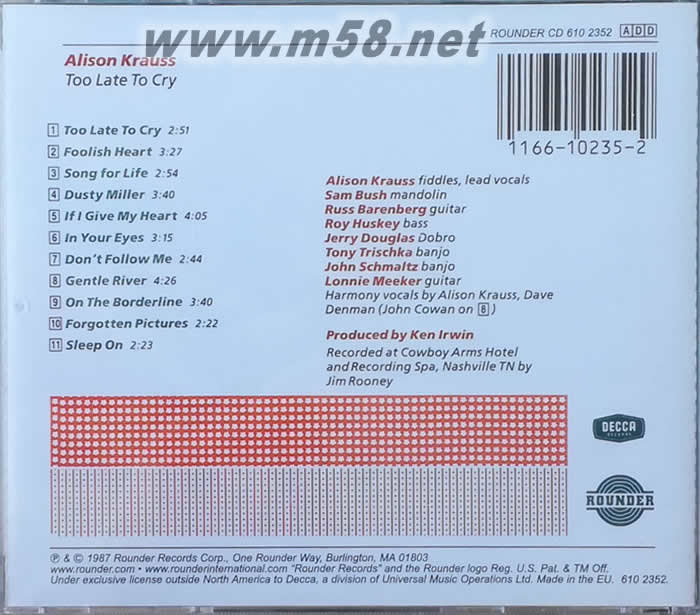 www.m58.net
ROUNDER CD 610 2352 ADD
Alison Krauss
Too Late To Cry
1166-10235-2
1 Too Late To Cry 2:51
2 Foolish Heart 3:27
3 Song for Life 2:54
4 Dusty Miller 3:40
5 If I Give My Heart 4:05
6 In Your Eyes 3:15
7 Don't Follow Me 2:44
8 Gentle River 4:26
9 On The Borderline 3:40
10 Forgotten Pictures 2:22
11 Sleep On 2:23
Alison Krauss fiddles, lead vocals
Sam Bush mandolin
Russ Barenberg guitar
Roy Huskey bass
Jerry Douglas Dobro
Tony Trischka banjo
John Schmaltz banjo
Lonnie Meeker guitar
Harmony vocals by Alison Krauss, Dave
Denman (John Cowan on 8)
Produced by Ken Irwin
Recorded at Cowboy Arms Hotel
and Recording Spa, Nashville TN by
Jim Rooney
DECCA
RECORDS
ROUNDER
℗ & © 1987 Rounder Records Corp., One Rounder Way, Burlington, MA 01803
www.rounder.com • www.rounderinternational.com "Rounder Records" and the Rounder logo Reg. U.S. Pat. & TM Off.
Under exclusive license outside North America to Decca, a division of Universal Music Operations Ltd. Made in the EU. 610 2352